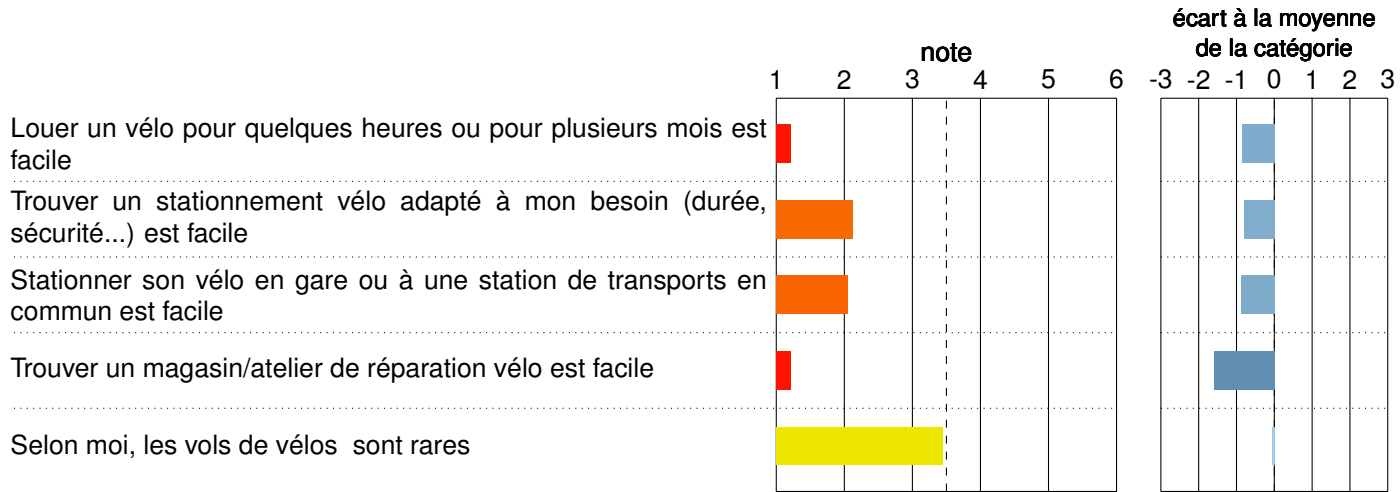 écart à la moyenne
note de la catégorie
1 2 3 4 5 6 -3 -2 -1 0 1 2 3
Louer un vélo pour quelques heures ou pour plusieurs mois est
facile
Trouver un stationnement vélo adapté à mon besoin (durée,
sécurité...) est facile
Stationner son vélo en gare ou à une station de transports en
commun est facile
Trouver un magasin/atelier de réparation vélo est facile
Selon moi, les vols de vélos sont rares